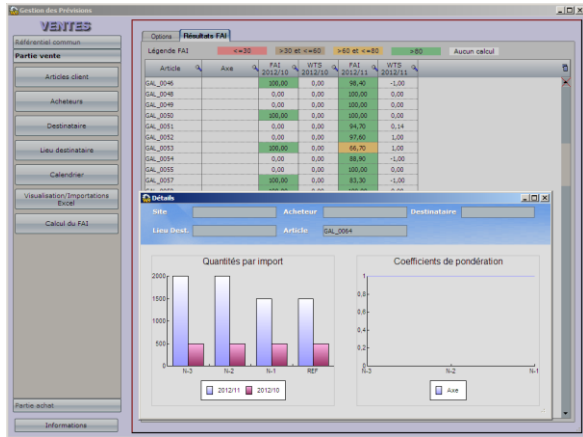 Gestion des Prévisions
VENTES
Référentiel commun
Partie vente
Articles client
Acheteurs
Destinataire
Lieu destinataire
Calendrier
Visualisation/Importations
Excel
Calcul du FAI
Partie achat
Informations
Options Résultats FAI
Légende FAI <=30 >30 et <=60 >60 et <=80 >80 Aucun calcul
Article Axe FAI 2012/10 WTS 2012/10 FAI 2012/11 WTS 2012/11
GAL_0046 100,00 0,00 98,40 -1,00
GAL_0048 0,00 0,00 100,00 0,00
GAL_0049 0,00 0,00 100,00 0,00
GAL_0050 100,00 0,00 100,00 0,00
GAL_0051 0,00 0,00 94,70 0,14
GAL_0052 0,00 0,00 97,60 1,00
GAL_0053 100,00 0,00 66,70 1,00
GAL_0054 0,00 0,00 88,90 -1,00
GAL_0055 0,00 0,00 100,00 0,00
GAL_0057 100,00 0,00 83,30 -1,00
Détails
Site Acheteur Destinataire
Lieu Dest. Article GAL_0084
Quantités par import
2000
1500
1000
500
0
N-3 N-2 N-1 REF
2012/11 2012/10
Coefficients de pondération
1
0,8
0,6
0,4
0,2
N-3 N-2 N-1
Axe